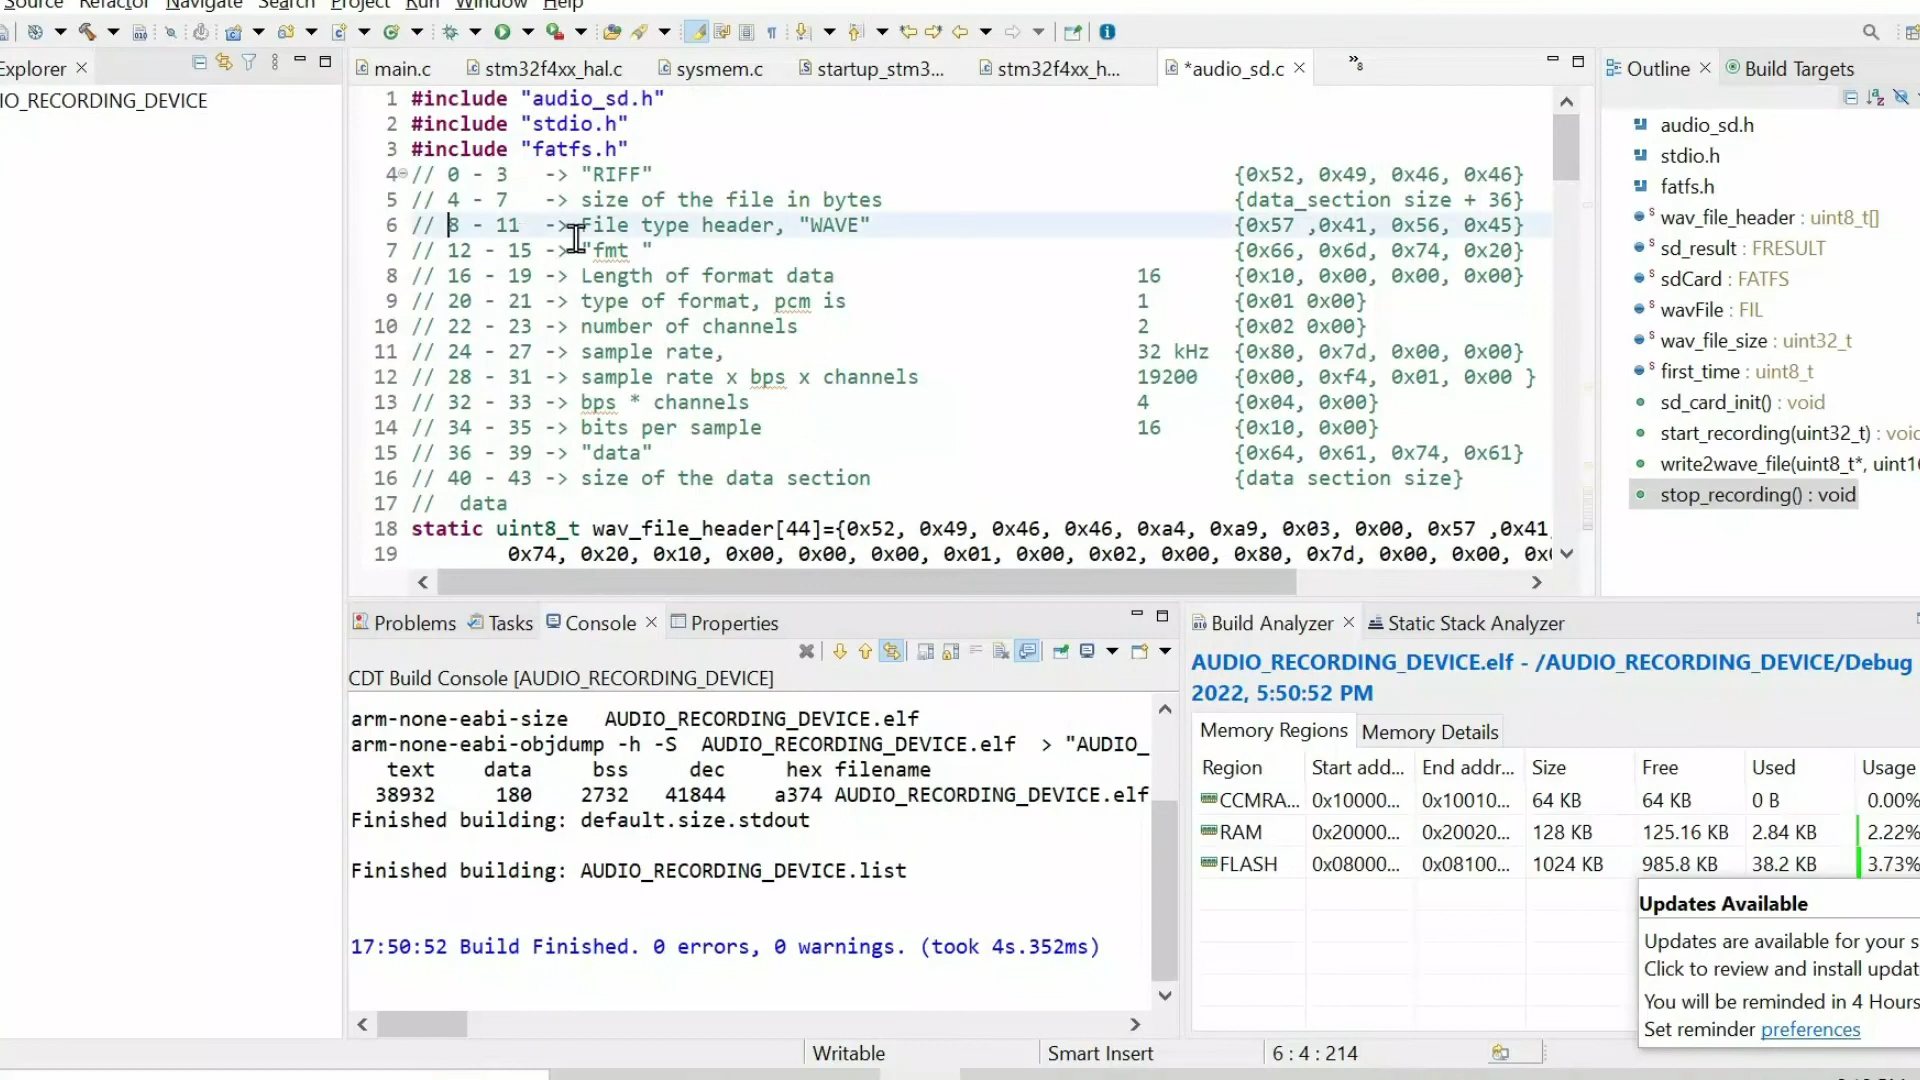 Source Refactor Navigate Search Project Run Window Help
Explorer
IO_RECORDING_DEVICE
main.c stm32f4xx_hal.c sysmem.c startup_stm3... stm32f4xx_h... *audio_sd.c »8
1 #include "audio_sd.h"
2 #include "stdio.h"
3 #include "fatfs.h"
4 // 0 - 3 -> "RIFF" {0x52, 0x49, 0x46, 0x46}
5 // 4 - 7 -> size of the file in bytes {data_section size + 36}
6 // 8 - 11 -> File type header, "WAVE" {0x57 ,0x41, 0x56, 0x45}
7 // 12 - 15 -> "fmt " {0x66, 0x6d, 0x74, 0x20}
8 // 16 - 19 -> Length of format data 16 {0x10, 0x00, 0x00, 0x00}
9 // 20 - 21 -> type of format, pcm is 1 {0x01 0x00}
10 // 22 - 23 -> number of channels 2 {0x02 0x00}
11 // 24 - 27 -> sample rate, 32 kHz {0x80, 0x7d, 0x00, 0x00}
12 // 28 - 31 -> sample rate x bps x channels 19200 {0x00, 0xf4, 0x01, 0x00 }
13 // 32 - 33 -> bps * channels 4 {0x04, 0x00}
14 // 34 - 35 -> bits per sample 16 {0x10, 0x00}
15 // 36 - 39 -> "data" {0x64, 0x61, 0x74, 0x61}
16 // 40 - 43 -> size of the data section {data section size}
17 // data
18 static uint8_t wav_file_header[44]={0x52, 0x49, 0x46, 0x46, 0xa4, 0xa9, 0x03, 0x00, 0x57 ,0x41,
19 0x74, 0x20, 0x10, 0x00, 0x00, 0x00, 0x01, 0x00, 0x02, 0x00, 0x80, 0x7d, 0x00, 0x00, 0x
Outline Build Targets
audio_sd.h
stdio.h
fatfs.h
wav_file_header : uint8_t[]
sd_result : FRESULT
sdCard : FATFS
wavFile : FIL
wav_file_size : uint32_t
first_time : uint8_t
sd_card_init() : void
start_recording(uint32_t) : void
write2wave_file(uint8_t*, uint16
stop_recording() : void
Problems Tasks Console Properties
CDT Build Console [AUDIO_RECORDING_DEVICE]
arm-none-eabi-size AUDIO_RECORDING_DEVICE.elf
arm-none-eabi-objdump -h -S AUDIO_RECORDING_DEVICE.elf > "AUDIO_
text data bss dec hex filename
38932 180 2732 41844 a374 AUDIO_RECORDING_DEVICE.elf
Finished building: default.size.stdout
Finished building: AUDIO_RECORDING_DEVICE.list
17:50:52 Build Finished. 0 errors, 0 warnings. (took 4s.352ms)
Build Analyzer Static Stack Analyzer
AUDIO_RECORDING_DEVICE.elf - /AUDIO_RECORDING_DEVICE/Debug
2022, 5:50:52 PM
Memory Regions Memory Details
Region Start add... End addr... Size Free Used Usage
CCMRA... 0x10000... 0x10010... 64 KB 64 KB 0 B 0.00%
RAM 0x20000... 0x20020... 128 KB 125.16 KB 2.84 KB 2.22%
FLASH 0x08000... 0x08100... 1024 KB 985.8 KB 38.2 KB 3.73%
Updates Available
Updates are available for your s
Click to review and install updat
You will be reminded in 4 Hours
Set reminder preferences
Writable Smart Insert 6 : 4 : 214